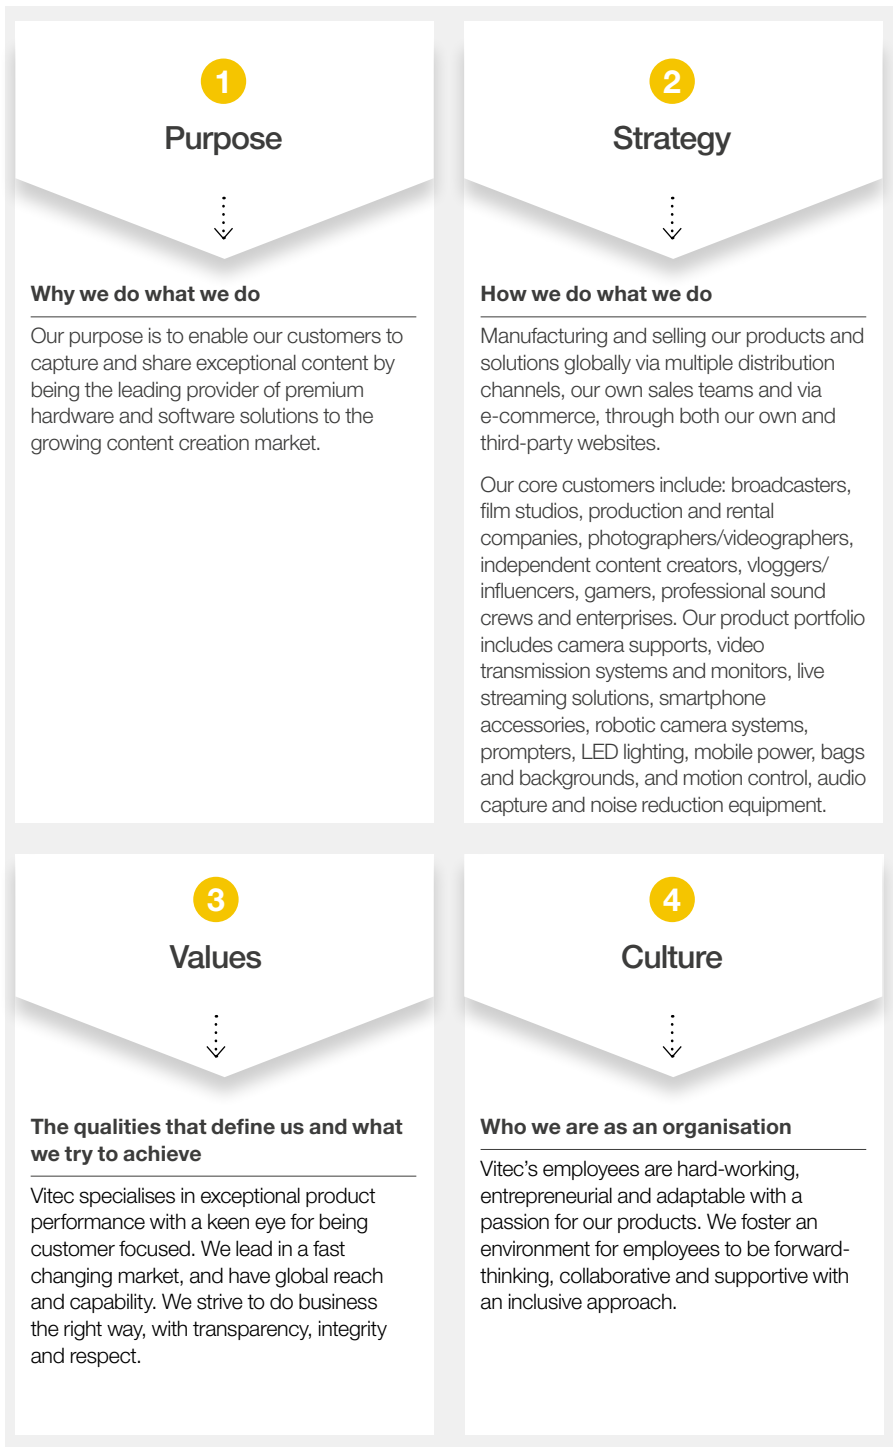 1
Purpose
Why we do what we do
Our purpose is to enable our customers to
capture and share exceptional content by
being the leading provider of premium
hardware and software solutions to the
growing content creation market.
2
Strategy
How we do what we do
Manufacturing and selling our products and
solutions globally via multiple distribution
channels, our own sales teams and via
e-commerce, through both our own and
third-party websites.
Our core customers include: broadcasters,
film studios, production and rental
companies, photographers/videographers,
independent content creators, vloggers/
influencers, gamers, professional sound
crews and enterprises. Our product portfolio
includes camera supports, video
transmission systems and monitors, live
streaming solutions, smartphone
accessories, robotic camera systems,
prompters, LED lighting, mobile power, bags
and backgrounds, and motion control, audio
capture and noise reduction equipment.
3
Values
The qualities that define us and what
we try to achieve
Vitec specialises in exceptional product
performance with a keen eye for being
customer focused. We lead in a fast
changing market, and have global reach
and capability. We strive to do business
the right way, with transparency, integrity
and respect.
4
Culture
Who we are as an organisation
Vitec's employees are hard-working,
entrepreneurial and adaptable with a
passion for our products. We foster an
environment for employees to be forward-
thinking, collaborative and supportive with
an inclusive approach.